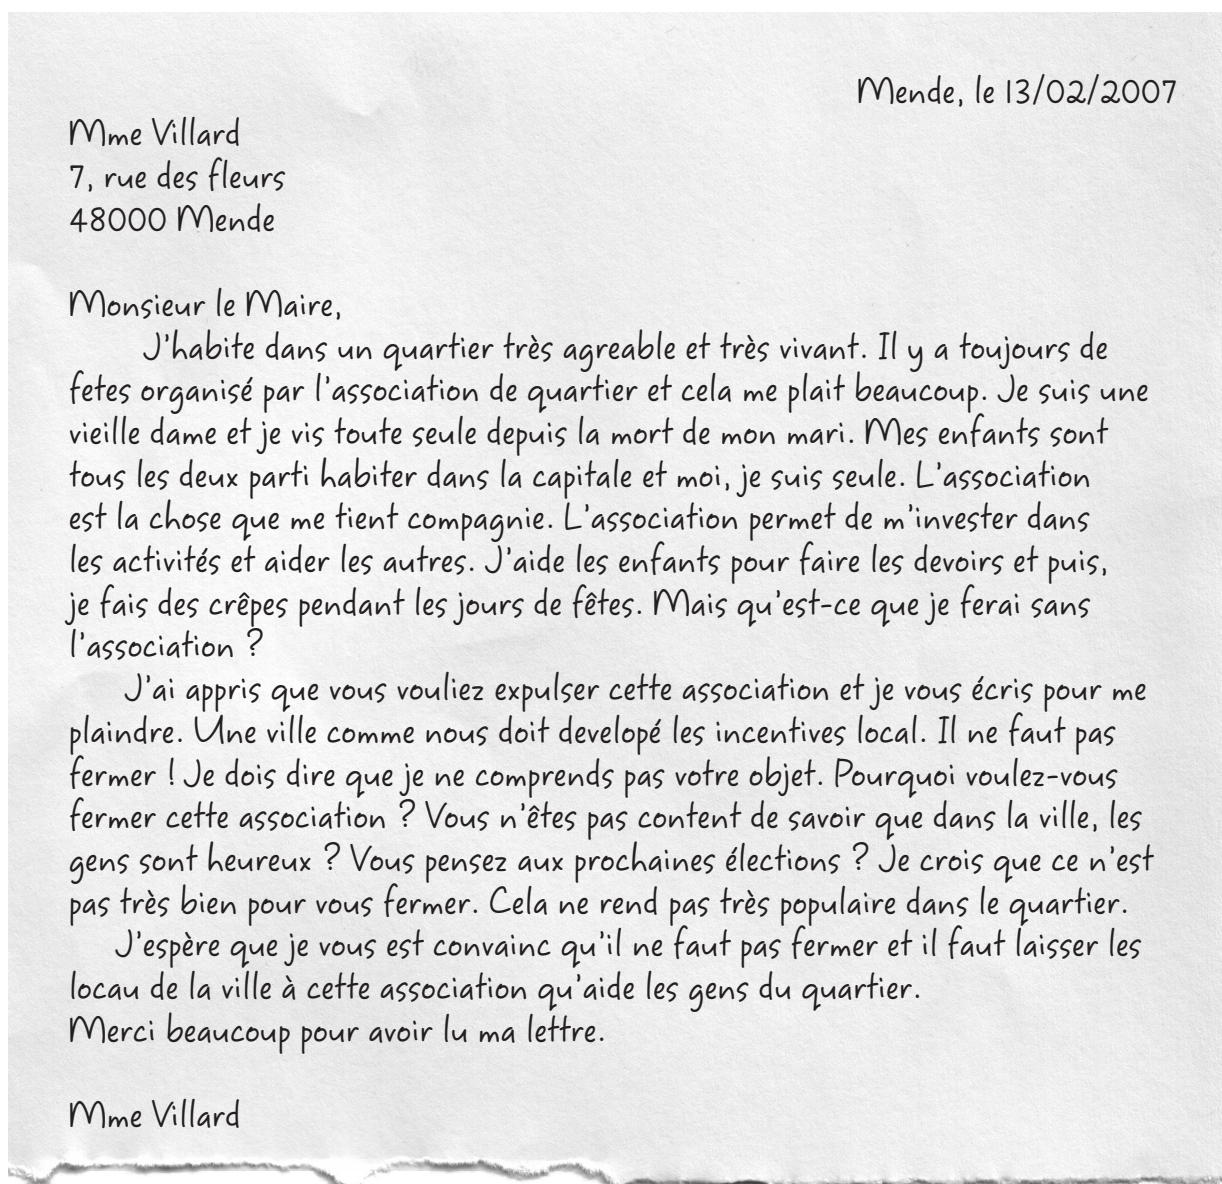 Mende, le 13/02/2007
Mme Villard
7, rue des fleurs
48000 Mende
Monsieur le Maire,
J'habite dans un quartier très agreable et très vivant. Il y a toujours de
fetes organisé par l'association de quartier et cela me plait beaucoup. Je suis une
vieille dame et je vis toute seule depuis la mort de mon mari. Mes enfants sont
tous les deux parti habiter dans la capitale et moi, je suis seule. L'association
est la chose que me tient compagnie. L'association permet de m'invester dans
les activités et aider les autres. J'aide les enfants pour faire les devoirs et puis,
je fais des crêpes pendant les jours de fêtes. Mais qu'est-ce que je ferai sans
l'association ?
J'ai appris que vous vouliez expulser cette association et je vous écris pour me
plaindre. Une ville comme nous doit developé les incentives local. Il ne faut pas
fermer ! Je dois dire que je ne comprends pas votre objet. Pourquoi voulez-vous
fermer cette association ? Vous n'êtes pas content de savoir que dans la ville, les
gens sont heureux ? Vous pensez aux prochaines élections ? Je crois que ce n'est
pas très bien pour vous fermer. Cela ne rend pas très populaire dans le quartier.
J'espère que je vous est convainc qu'il ne faut pas fermer et il faut laisser les
locau de la ville à cette association qu'aide les gens du quartier.
Merci beaucoup pour avoir lu ma lettre.
Mme Villard